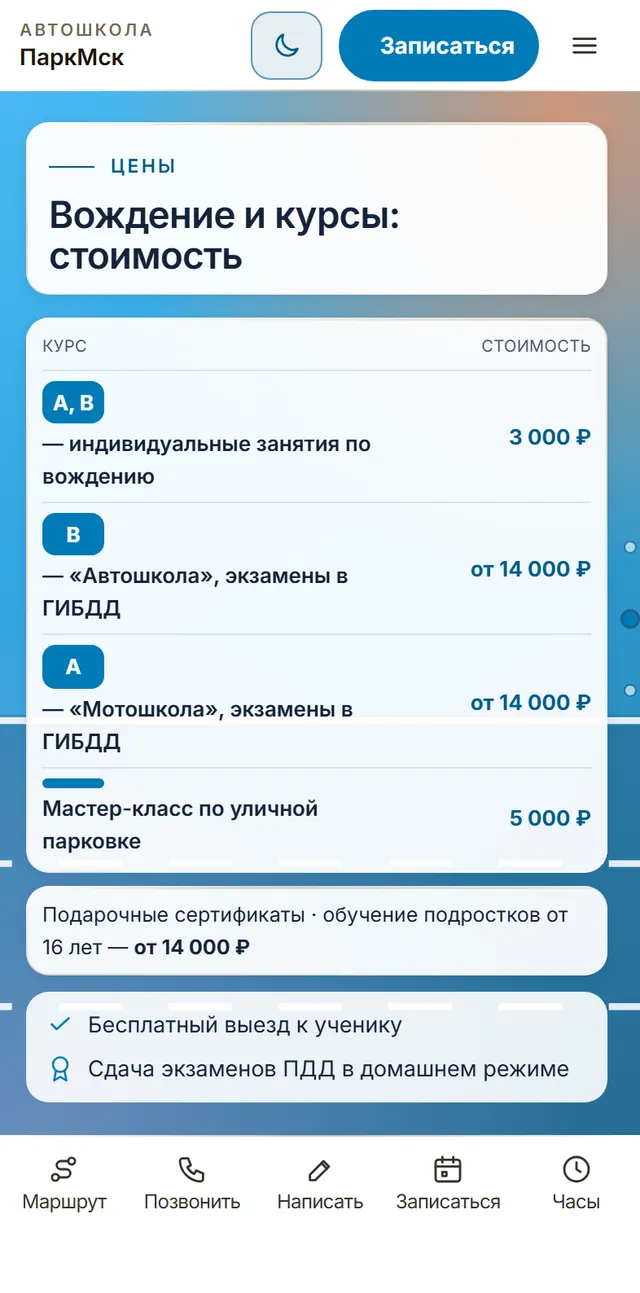 АВТОШКОЛА
ПаркМск
Записаться
ЦЕНЫ
Вождение и курсы:
стоимость
КУРС
СТОИМОСТЬ
A, B
— индивидуальные занятия по
вождению
3 000 ₽
B
— «Автошкола», экзамены в
ГИБДД
от 14 000 ₽
A
— «Мотошкола», экзамены в
ГИБДД
от 14 000 ₽
Мастер-класс по уличной
парковке
5 000 ₽
Подарочные сертификаты · обучение подростков от
16 лет — от 14 000 ₽
Бесплатный выезд к ученику
Сдача экзаменов ПДД в домашнем режиме
Маршрут
Позвонить
Написать
Записаться
Часы